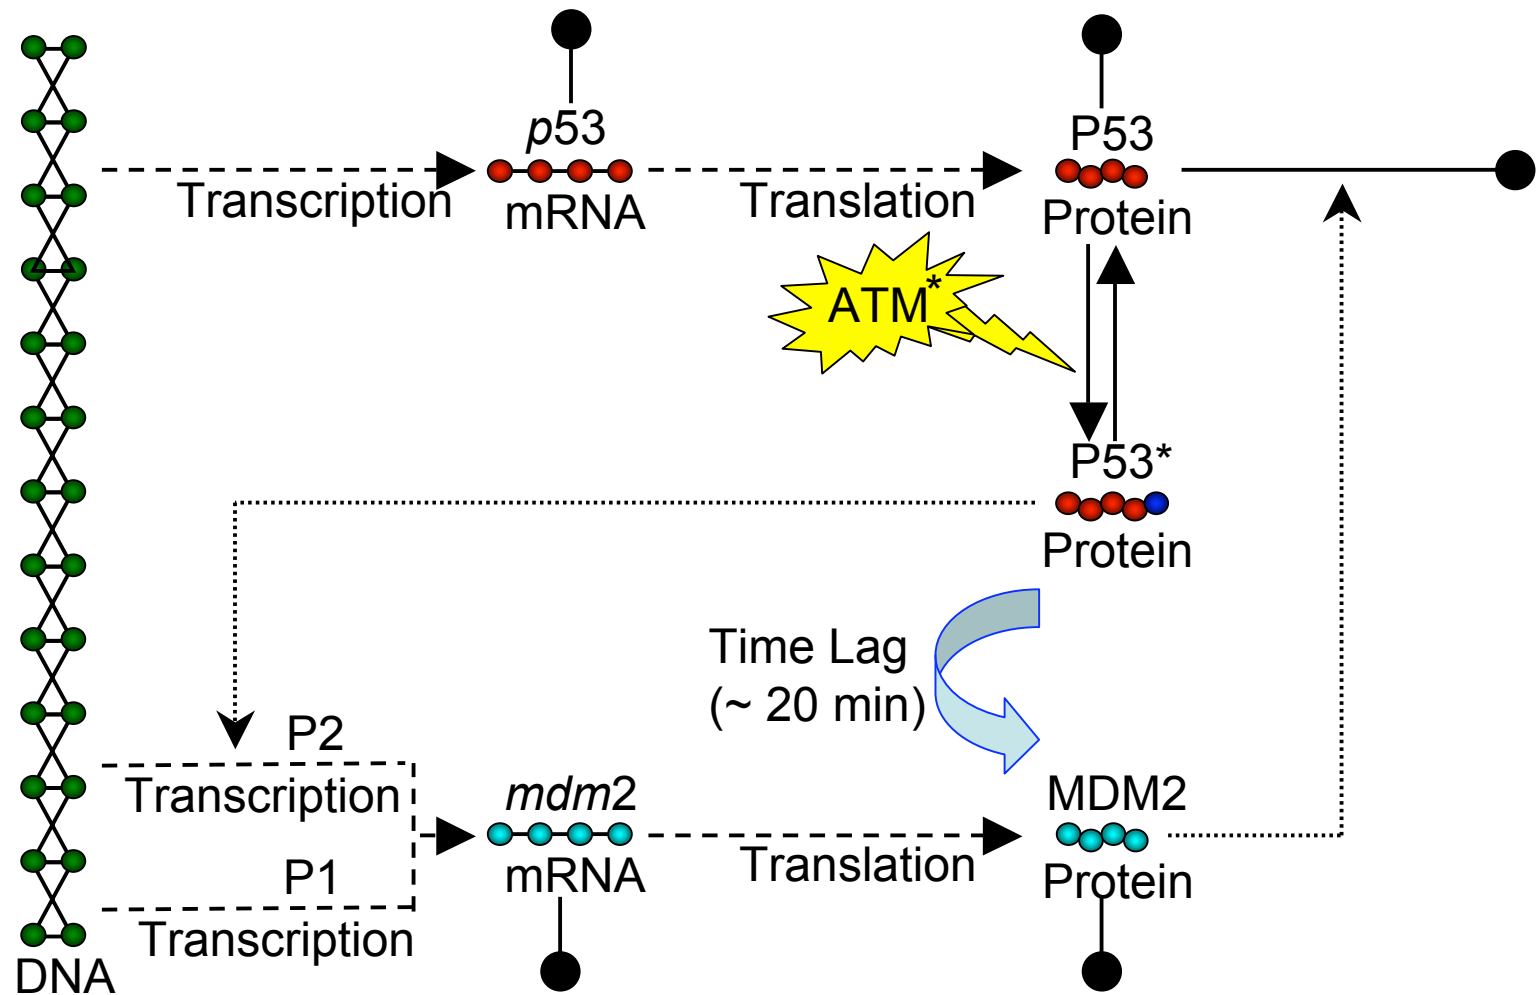 p53
mRNA
Transcription
Translation
P53
Protein
ATM*
P53*
Protein
Time Lag
(~ 20 min)
P2
Transcription
P1
Transcription
mdm2
mRNA
Translation
MDM2
Protein
DNA